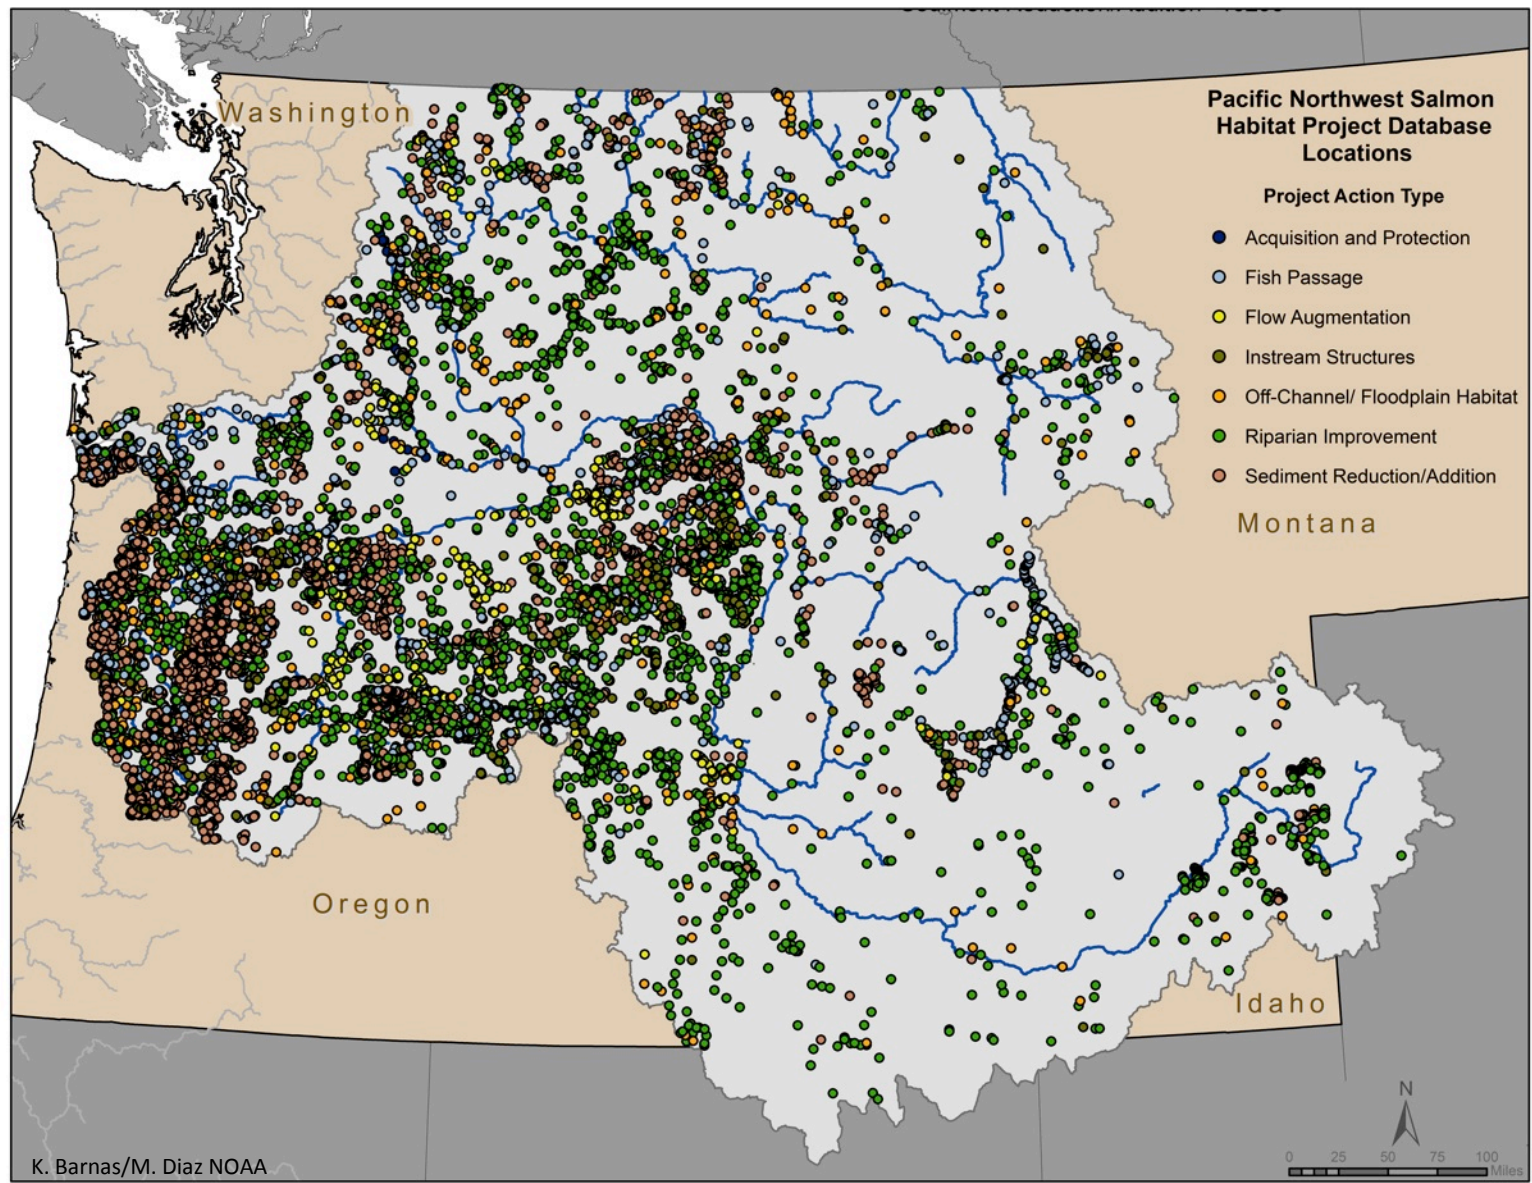 Washington
Pacific Northwest Salmon
Habitat Project Database
Locations
Project Action Type
Acquisition and Protection
Fish Passage
Flow Augmentation
Instream Structures
Off-Channel/ Floodplain Habitat
Riparian Improvement
Sediment Reduction/Addition
Montana
Oregon
Idaho
N
0 25 50 75 100
Miles
K. Barnas/M. Diaz NOAA